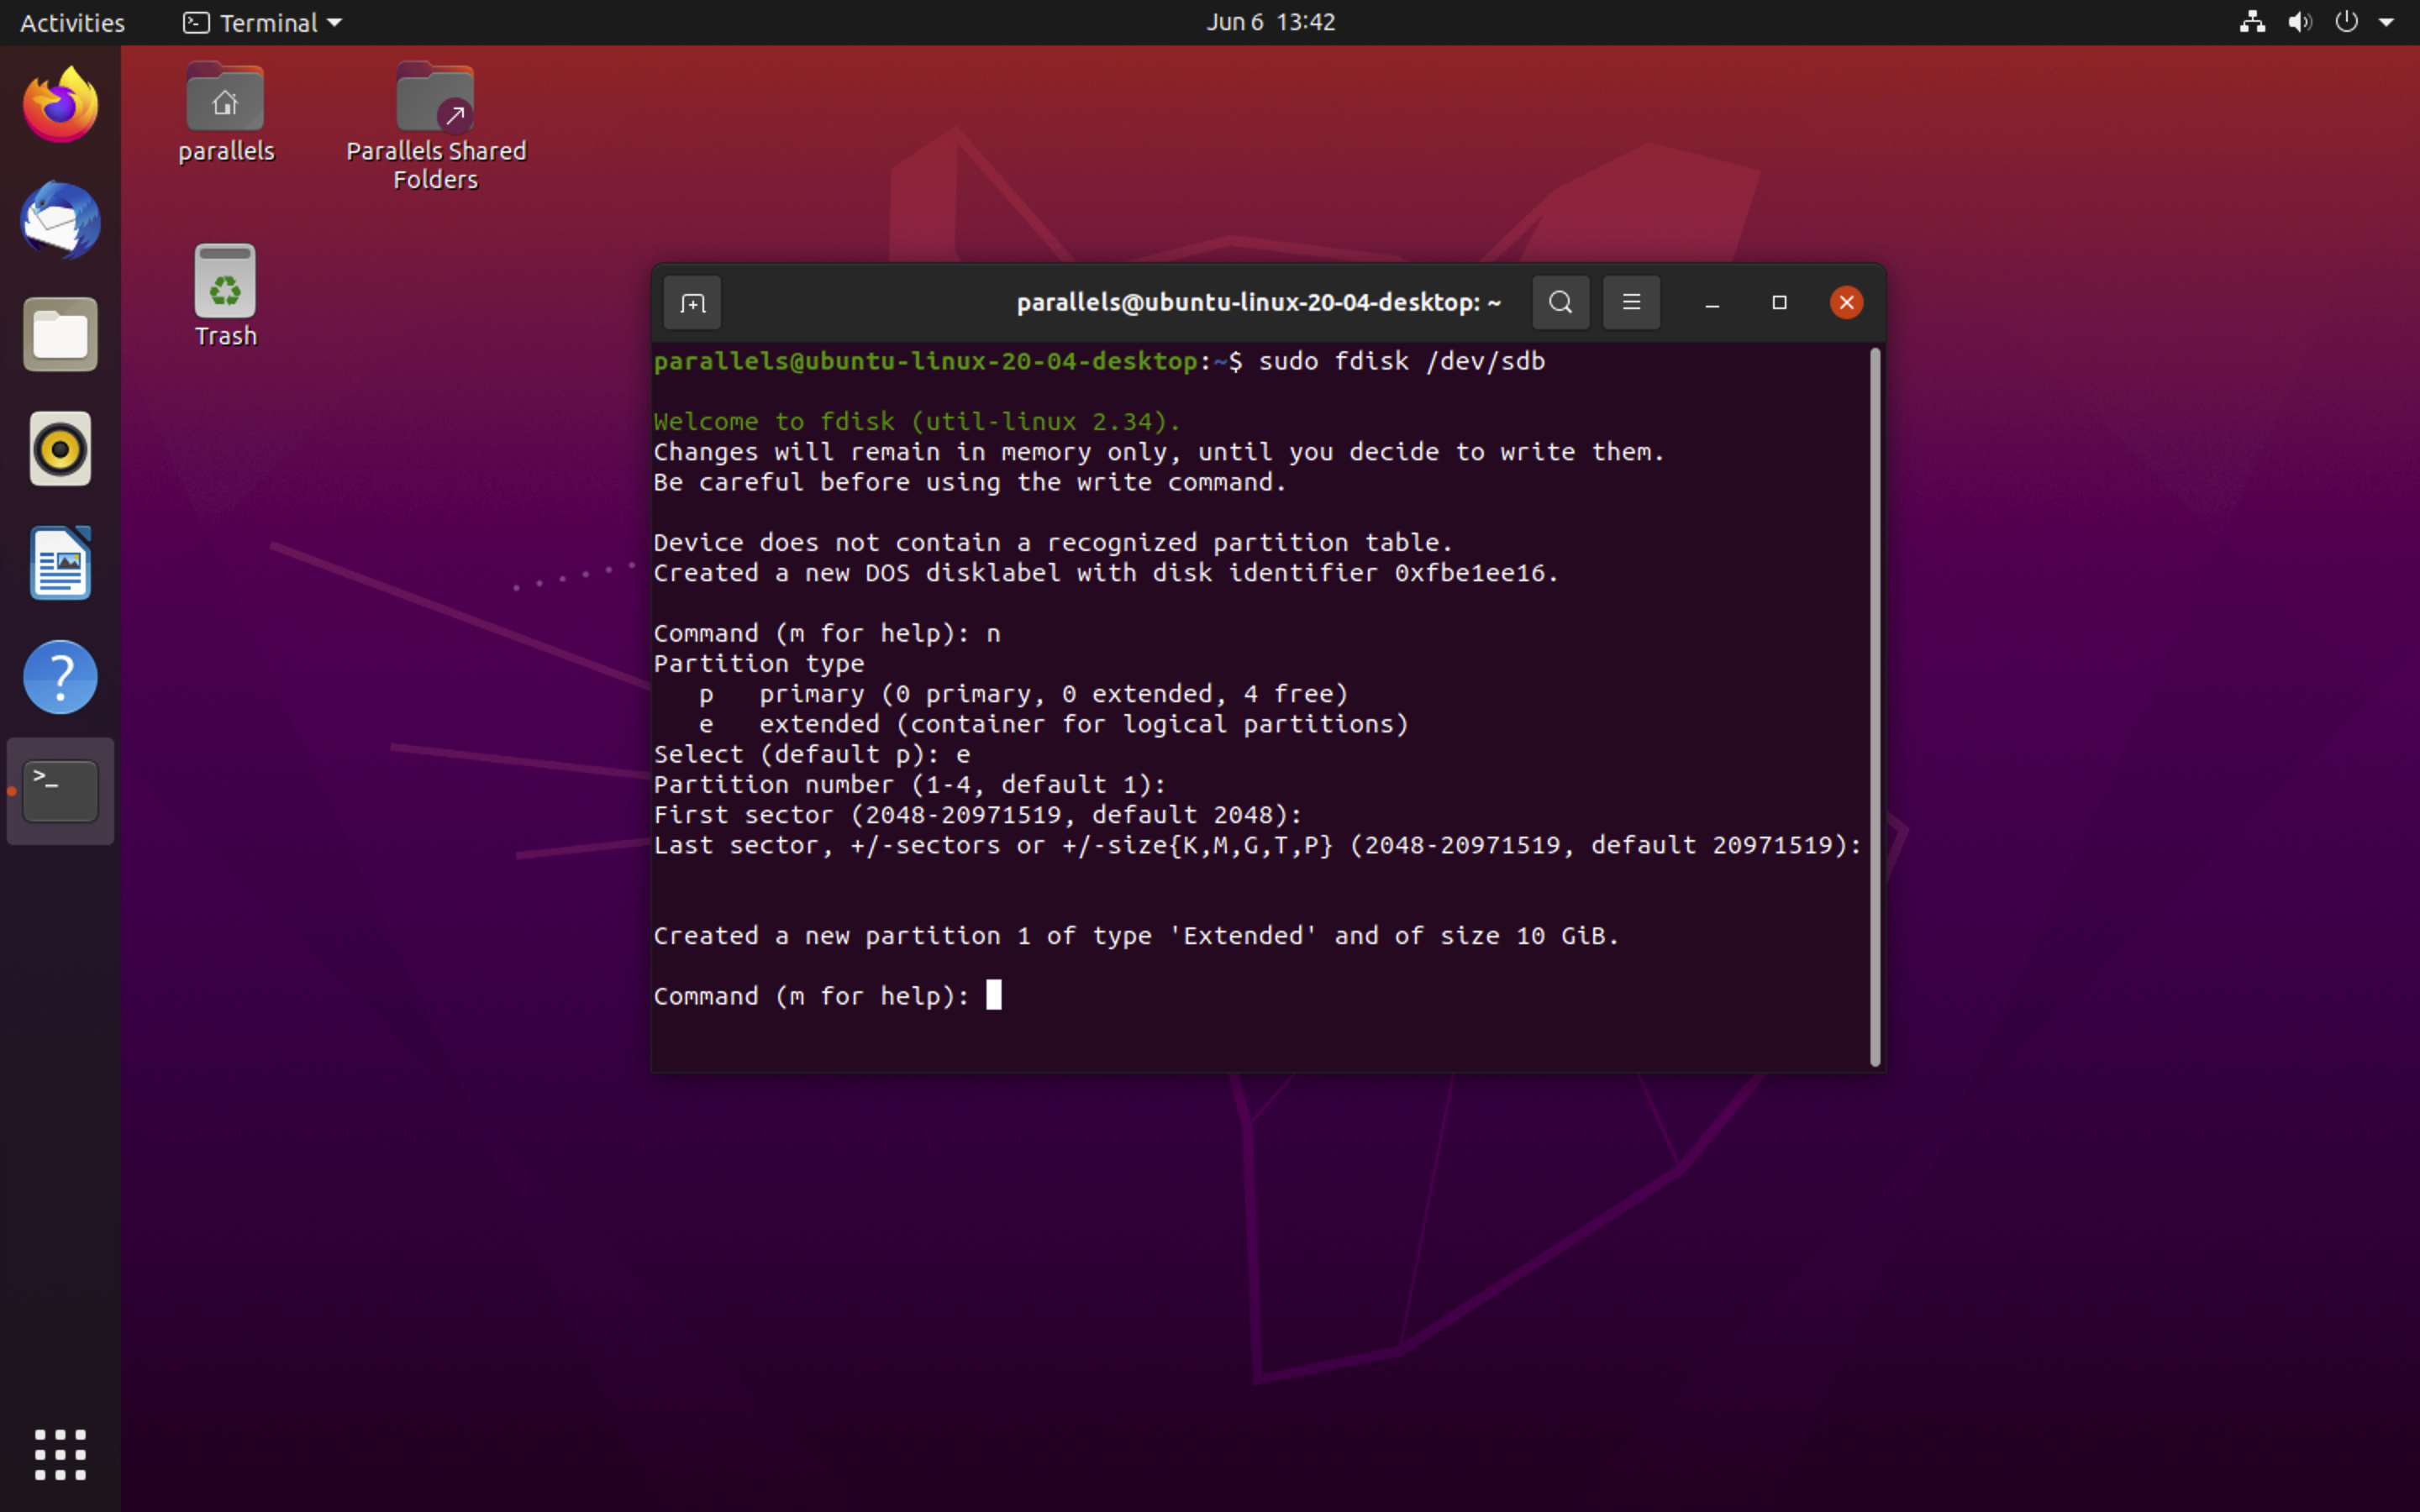 Activities
Terminal
Jun 6 13:42
parallels
Parallels Shared
Folders
Trash
parallels@ubuntu-linux-20-04-desktop: ~
parallels@ubuntu-linux-20-04-desktop:~$ sudo fdisk /dev/sdb
Welcome to fdisk (util-linux 2.34).
Changes will remain in memory only, until you decide to write them.
Be careful before using the write command.
Device does not contain a recognized partition table.
Created a new DOS disklabel with disk identifier 0xfbe1ee16.
Command (m for help): n
Partition type
   p   primary (0 primary, 0 extended, 4 free)
   e   extended (container for logical partitions)
Select (default p): e
Partition number (1-4, default 1):
First sector (2048-20971519, default 2048):
Last sector, +/-sectors or +/-size{K,M,G,T,P} (2048-20971519, default 20971519):
Created a new partition 1 of type 'Extended' and of size 10 GiB.
Command (m for help):